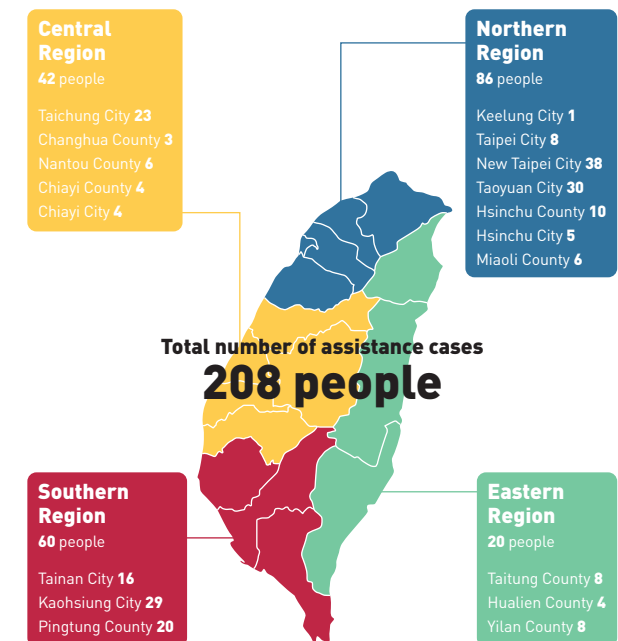 Central
Region
42 people
Taichung City 23
Changhua County 3
Nantou County 6
Chiayi County 4
Chiayi City 4
Northern
Region
86 people
Keelung City 1
Taipei City 8
New Taipei City 38
Taoyuan City 30
Hsinchu County 10
Hsinchu City 5
Miaoli County 6
Total number of assistance cases
208 people
Southern
Region
60 people
Tainan City 16
Kaohsiung City 29
Pingtung County 20
Eastern
Region
20 people
Taitung County 8
Hualien County 4
Yilan County 8